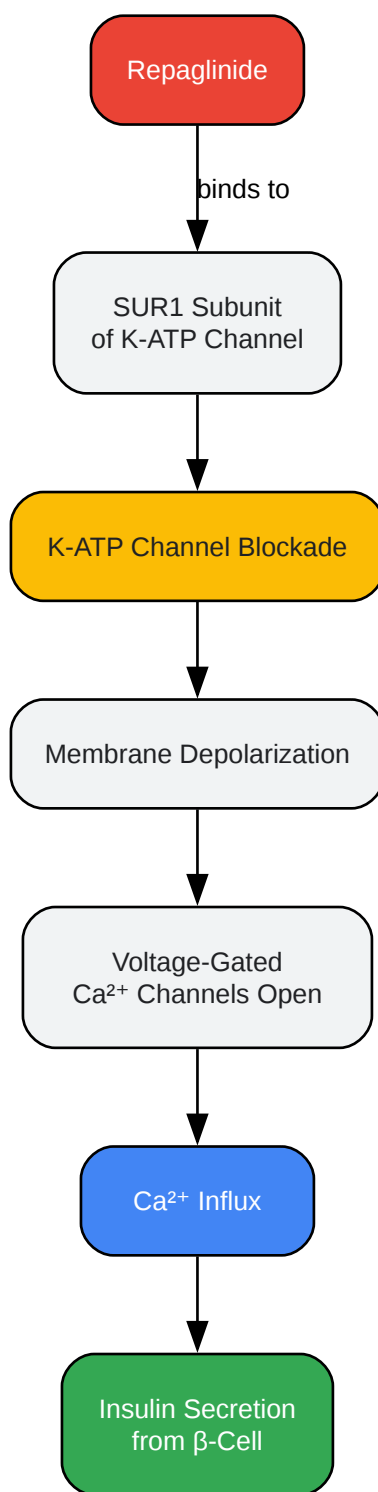 Repaglinide
binds to
SUR1 Subunit
of K-ATP Channel
K-ATP Channel Blockade
Membrane Depolarization
Voltage-Gated
Ca²⁺ Channels Open
Ca²⁺ Influx
Insulin Secretion
from β-Cell